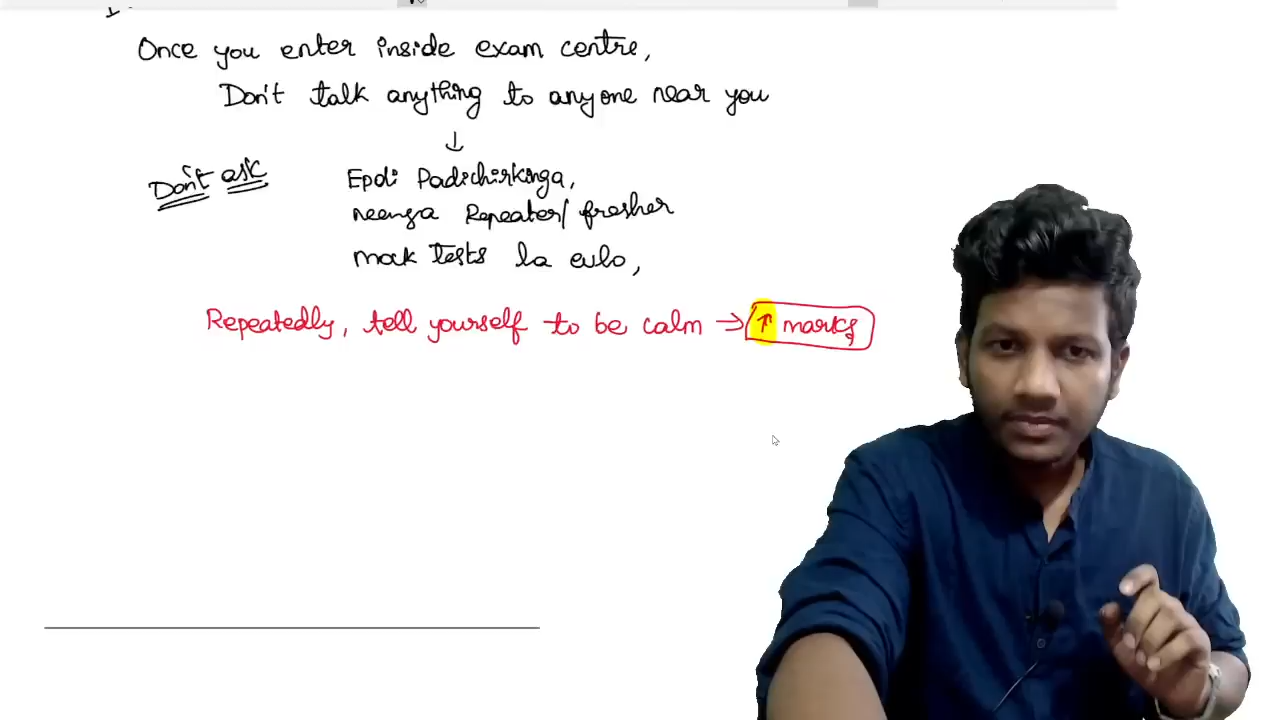 Once you enter inside exam centre,
Don't talk anything to anyone near you
↓
Don't ask
Epdi Padichirkinga,
neenga Repeater/ fresher
mock Tests la evlo,
Repeatedly, tell yourself to be calm → ↑ marks